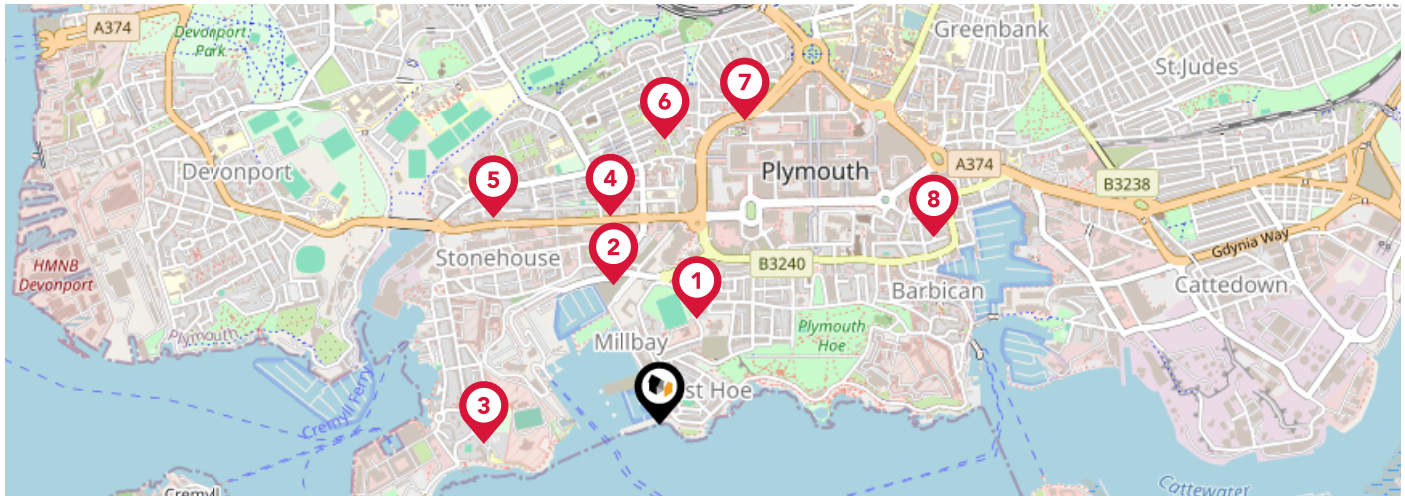 A374
Devonport
Park
Greenbank
St.Judes
7
6
Plymouth
A374
B3238
Devonport
5
4
8
Gdynia Way
Stonehouse
2
B3240
HMNB
Devonport
1
Barbican
Cattedown
Plymouth
Plymouth
Hoe
Millbay
st Hoe
Cremyll Ferry
3
Cremyll
Cattewater